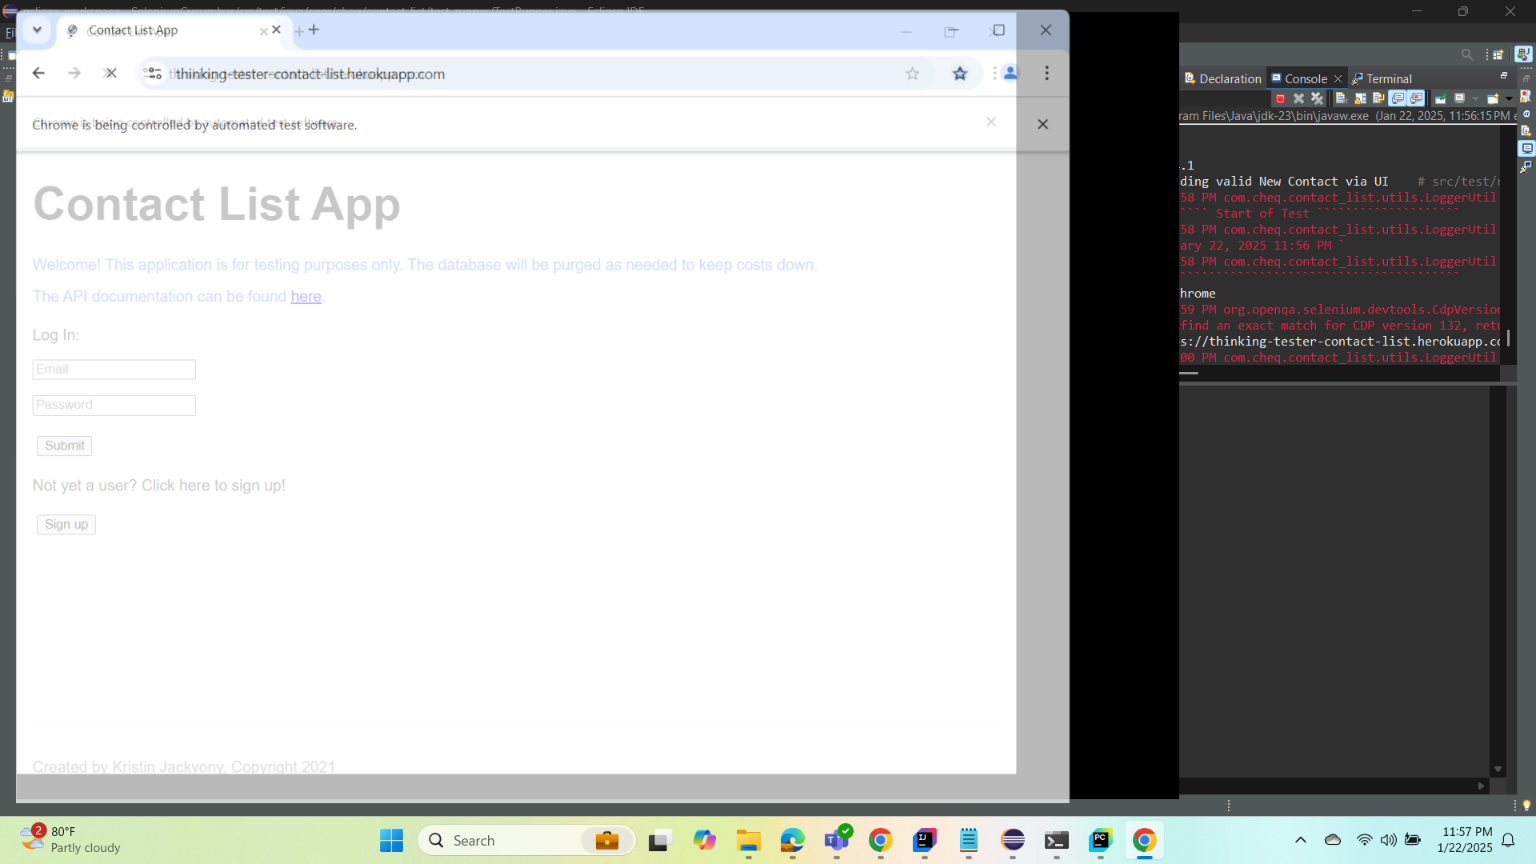 Contact List App
thinking-tester-contact-list.herokuapp.com
Chrome is being controlled by automated test software.
Contact List App
Welcome! This application is for testing purposes only. The database will be purged as needed to keep costs down.
The API documentation can be found here.
Log In:
Email
Password
Submit
Not yet a user? Click here to sign up!
Sign up
Created by Kristin Jackvony, Copyright 2021
Declaration
Console
Terminal
ram Files\Java\jdk-23\bin\javaw.exe (Jan 22, 2025, 11:56:15 PM
.1
ding valid New Contact via UI # src/test/r
58 PM com.cheq.contact_list.utils.LoggerUtil
Start of Test
58 PM com.cheq.contact_list.utils.LoggerUtil
ary 22, 2025 11:56 PM
58 PM com.cheq.contact_list.utils.LoggerUtil
hrome
59 PM org.openqa.selenium.devtools.CdpVersion
find an exact match for CDP version 132, retu
s://thinking-tester-contact-list.herokuapp.co
00 PM com.cheq.contact_list.utils.LoggerUtil
2
80°F
Partly cloudy
Search
11:57 PM
1/22/2025